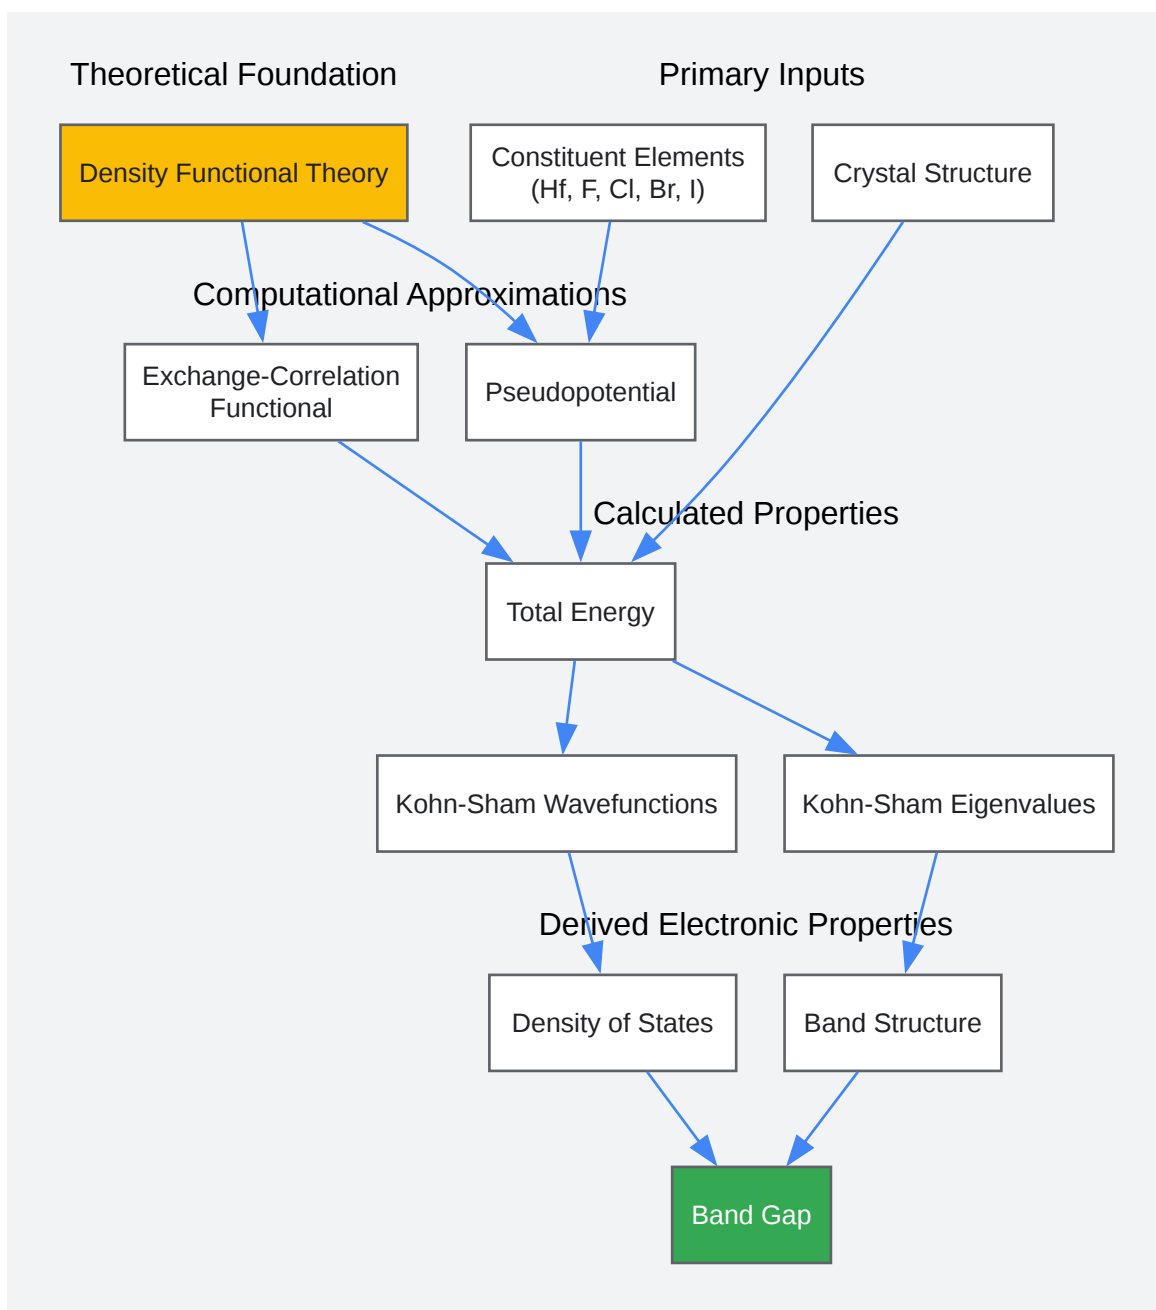 Theoretical Foundation
Primary Inputs
Density Functional Theory
Constituent Elements
(Hf, F, Cl, Br, I)
Crystal Structure
Computational Approximations
Exchange-Correlation
Functional
Pseudopotential
Calculated Properties
Total Energy
Kohn-Sham Wavefunctions
Kohn-Sham Eigenvalues
Derived Electronic Properties
Density of States
Band Structure
Band Gap